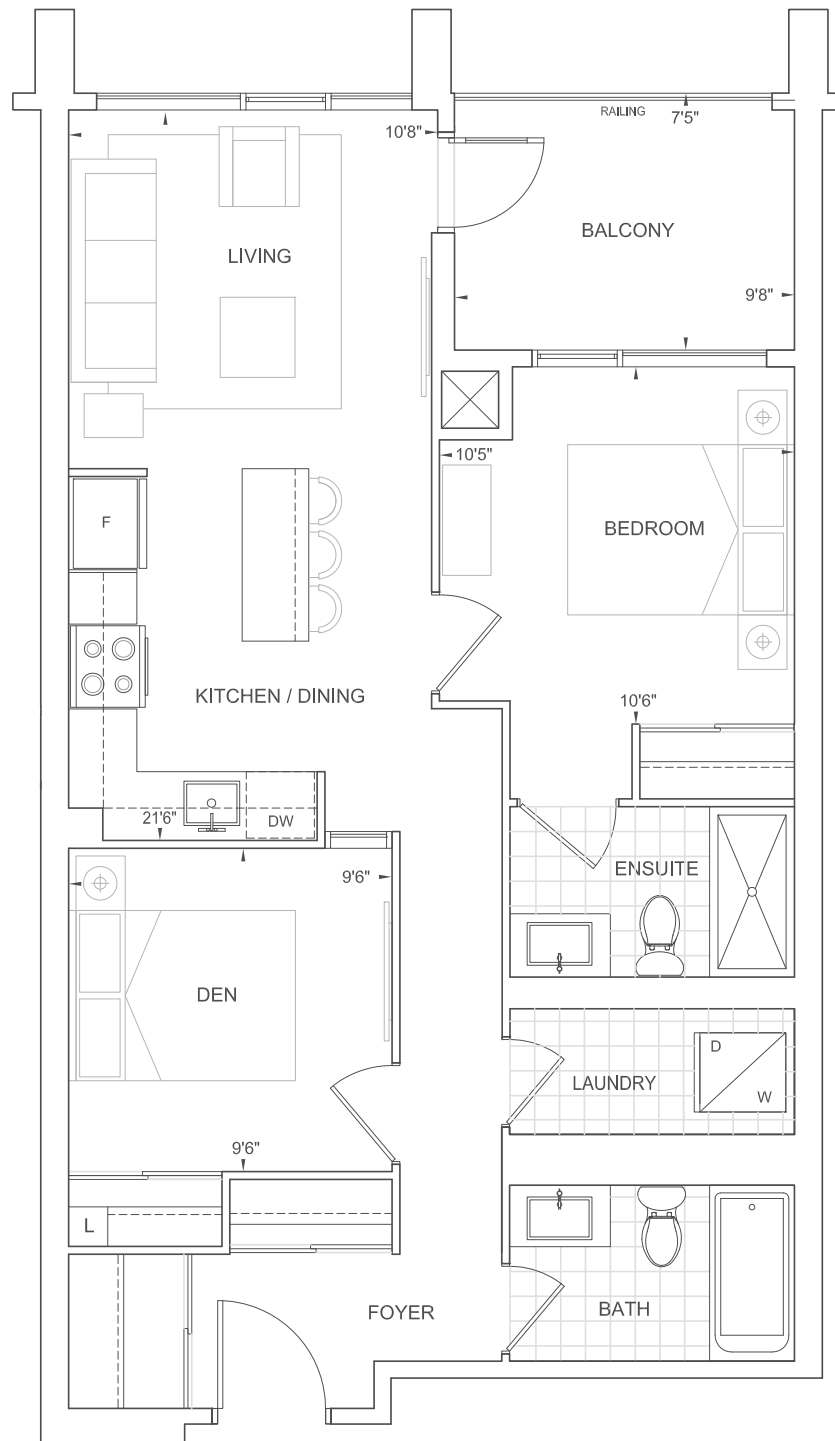 RAILING
7'5"
10'8"
BALCONY
LIVING
9'8"
10'5"
F
BEDROOM
KITCHEN / DINING
10'6"
21'6"
DW
9'6"
ENSUITE
DEN
D
LAUNDRY
W
9'6"
L
FOYER
BATH